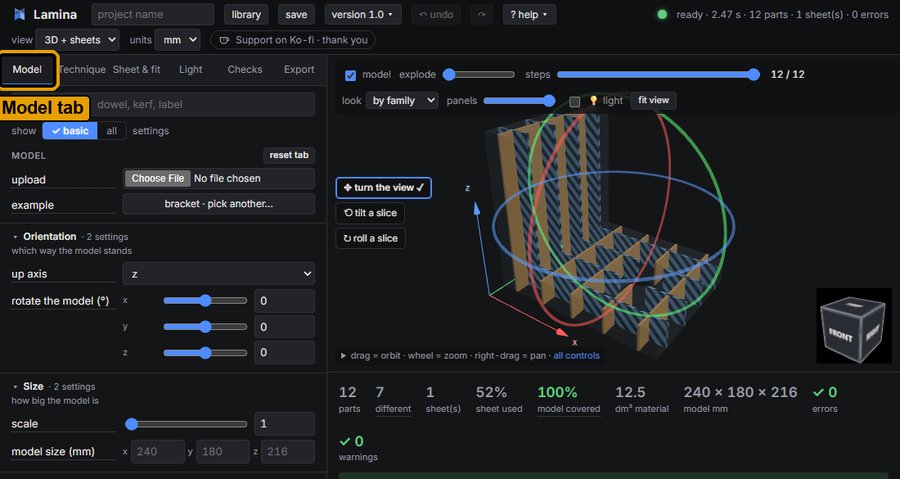 Lamina
project name
library
save
version 1.0
undo
? help
ready · 2.47 s · 12 parts · 1 sheet(s) · 0 errors
view
3D + sheets
units
mm
Support on Ko-fi · thank you
Model
Technique
Sheet & fit
Light
Checks
Export
Model tab
dowel, kerf, label
show
✓ basic
all
settings
MODEL
reset tab
upload
Choose File
No file chosen
example
bracket · pick another...
Orientation · 2 settings
which way the model stands
up axis
z
rotate the model (°)
x
0
y
0
z
0
Size · 2 settings
how big the model is
scale
1
model size (mm)
x
240
y
180
z
216
model
explode
steps
12 / 12
look
by family
panels
light
fit view
turn the view ✓
tilt a slice
roll a slice
z
x
FRONT
drag = orbit · wheel = zoom · right-drag = pan · all controls
12
parts
7
different
1
sheet(s)
52%
sheet used
100%
model covered
12.5
dm² material
240 × 180 × 216
model mm
✓ 0
errors
✓ 0
warnings